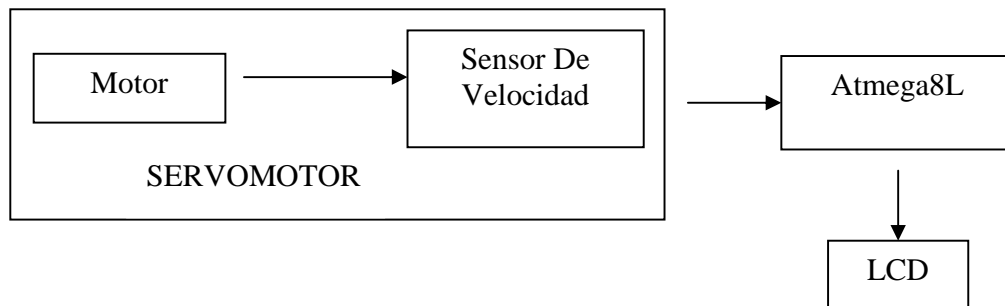 Motor
Sensor De
Velocidad
SERVOMOTOR
Atmega8L
LCD